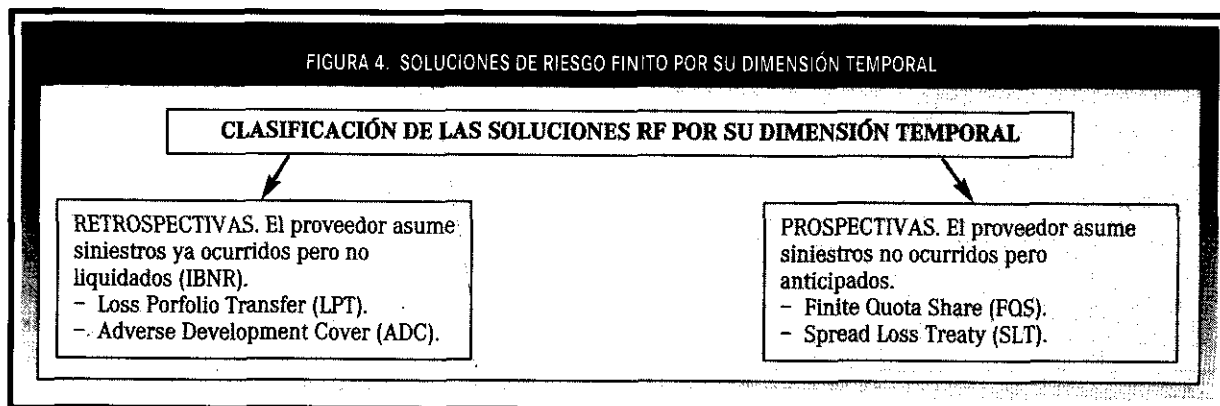 FIGURA 4. SOLUCIONES DE RIESGO FINITO POR SU DIMENSIÓN TEMPORAL
CLASIFICACIÓN DE LAS SOLUCIONES RF POR SU DIMENSIÓN TEMPORAL
RETROSPECTIVAS. El proveedor asume
siniestros ya ocurridos pero no
liquidados (IBNR).
– Loss Porfolio Transfer (LPT).
– Adverse Development Cover (ADC).
PROSPECTIVAS. El proveedor asume
siniestros no ocurridos pero
anticipados.
– Finite Quota Share (FQS).
– Spread Loss Treaty (SLT).